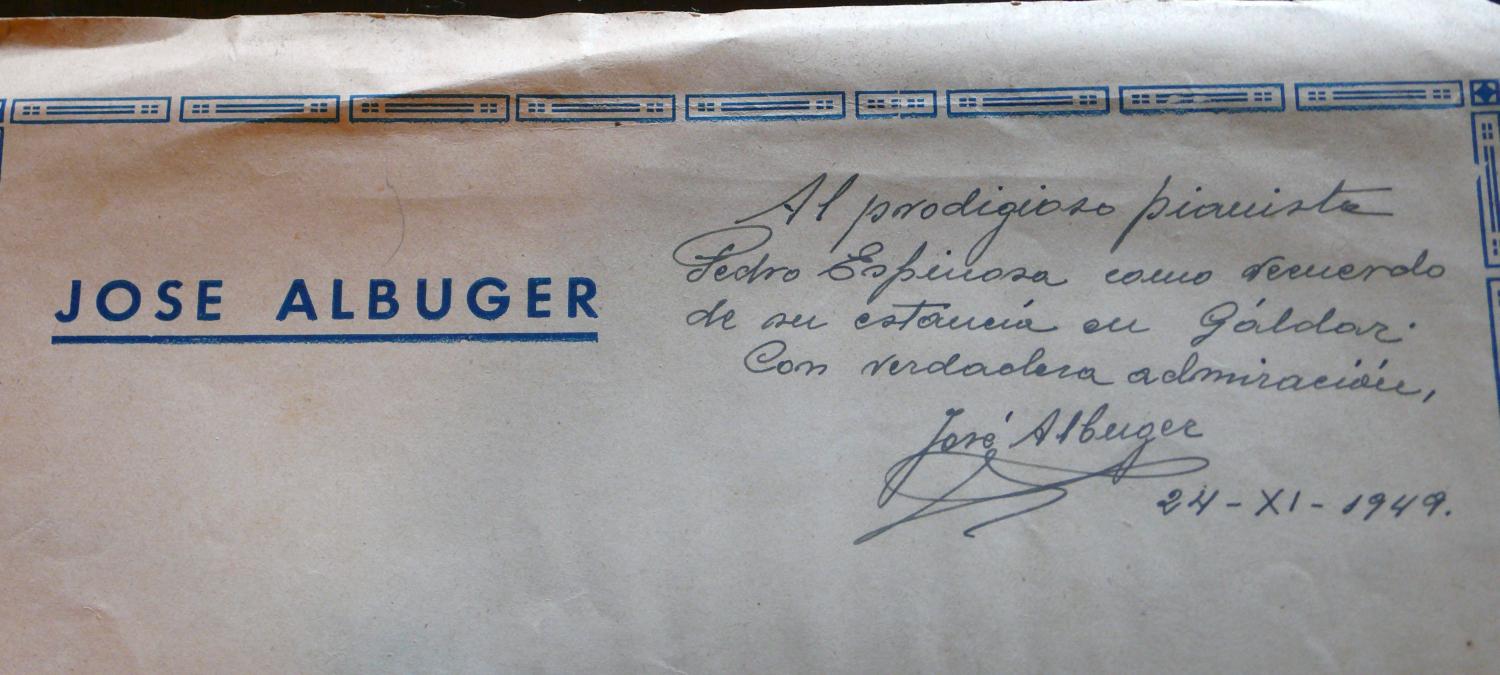 JOSE ALBUGER
Al prodigioso pianista
Pedro Espinosa como recuerdo
de su estáncia en Gáldar.
Con verdadera admiración,
José Albuger
24-XI-1949.